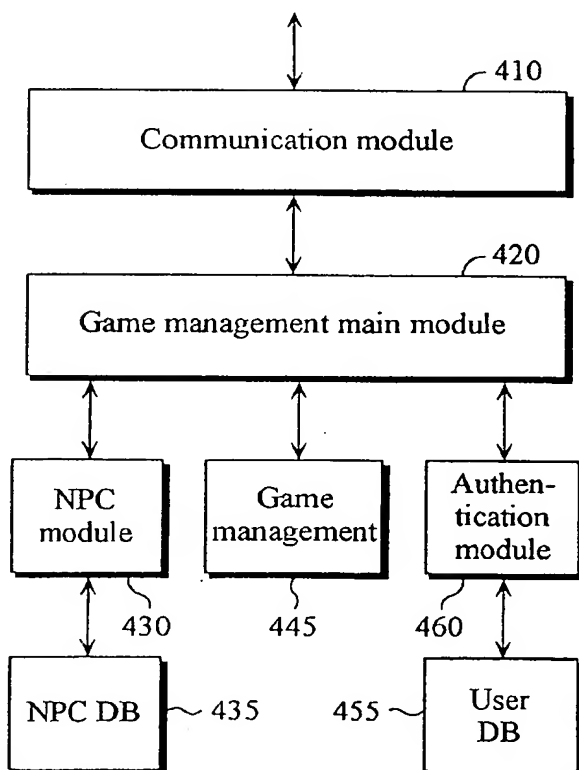 410
Communication module
420
Game management main module
NPC
module
Game
management
Authen-
tication
module
430
445
460
NPC DB
435
455
User
DB